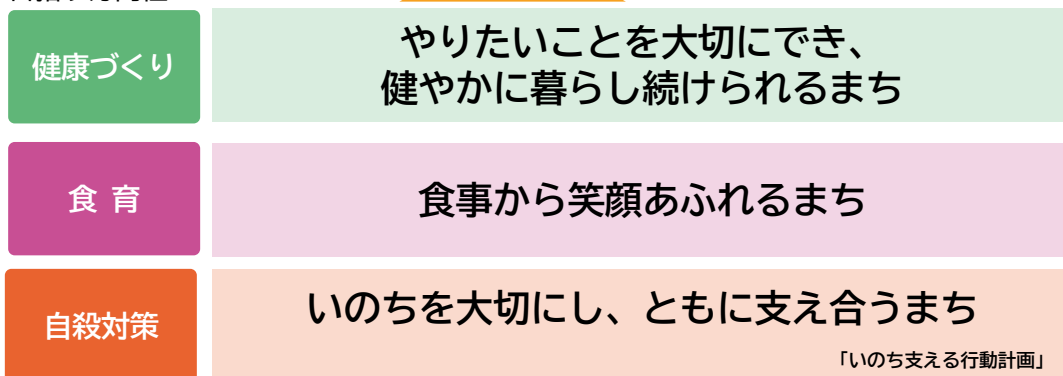 健康づくり
やりたいことを大切にでき、
健やかに暮らし続けられるまち
食 育
食事から笑顔あふれるまち
自殺対策
いのちを大切にし、ともに支え合うまち
「いのち支える行動計画」